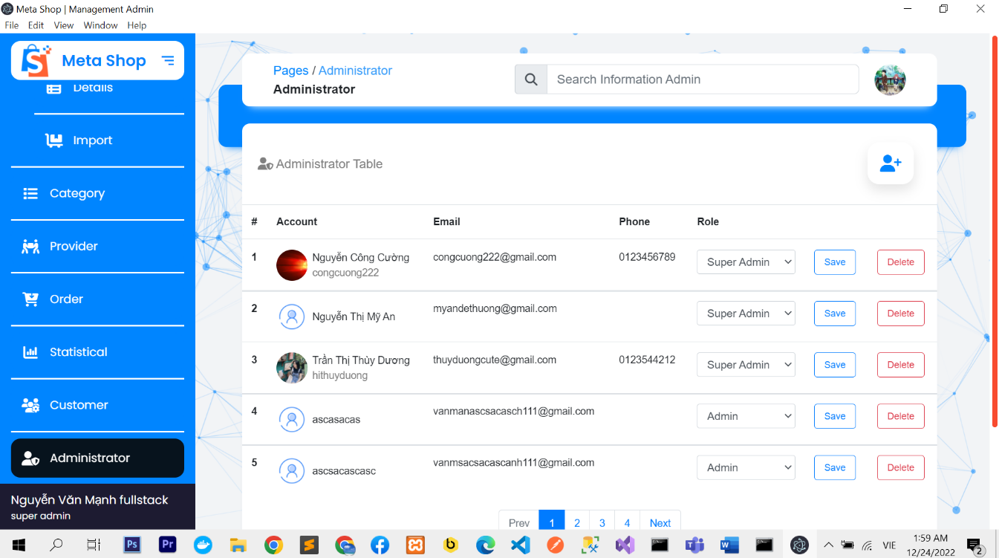 Meta Shop | Management Admin
File Edit View Window Help
Meta Shop
Details
Import
Category
Provider
Order
Statistical
Customer
Administrator
Nguyễn Văn Mạnh fullstack
super admin
Pages / Administrator
Administrator
Search Information Admin
Administrator Table
# Account Email Phone Role
1 Nguyễn Công Cường congcuong222@gmail.com 0123456789 Super Admin Save Delete
congcuong222
2 Nguyễn Thị Mỹ An myandethuong@gmail.com Super Admin Save Delete
3 Trần Thị Thùy Dương thuyduongcute@gmail.com 0123544212 Super Admin Save Delete
hithuyduong
4 ascasacas vanmanascsacasch111@gmail.com Admin Save Delete
5 ascsacascasc vanmsacsacascanh111@gmail.com Admin Save Delete
Prev 1 2 3 4 Next
Ps Pr VIE 1:59 AM
12/24/2022 2